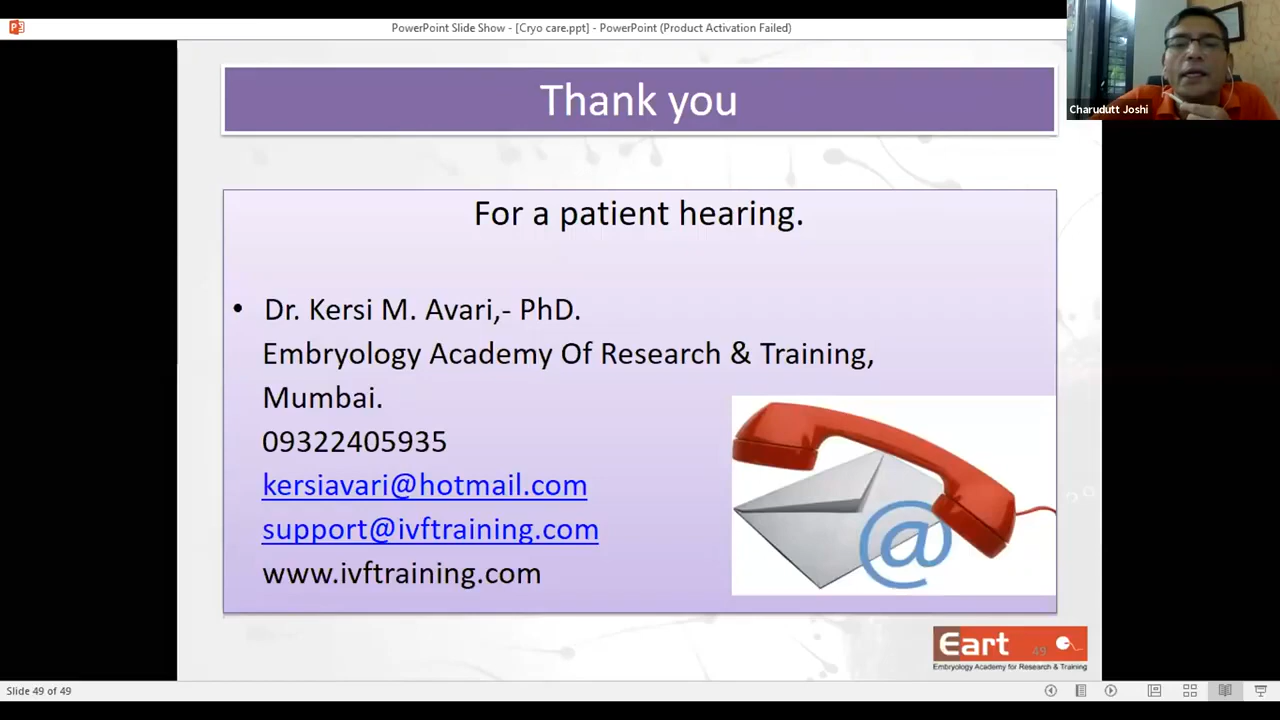 PowerPoint Slide Show - [Cryo care.ppt] - PowerPoint (Product Activation Failed)
Charudutt Joshi
Thank you
For a patient hearing.
• Dr. Kersi M. Avari,- PhD.
Embryology Academy Of Research & Training,
Mumbai.
09322405935
kersiavari@hotmail.com
support@ivftraining.com
www.ivftraining.com
@
Eart
49
Embryology Academy for Research & Training
Slide 49 of 49